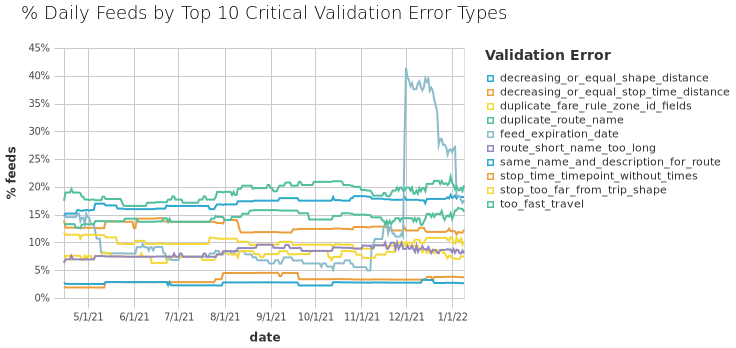 % Daily Feeds by Top 10 Critical Validation Error Types
45%
40%
35%
30%
25%
20%
15%
10%
5%
0%
% feeds
5/1/21
6/1/21
7/1/21
8/1/21
9/1/21
10/1/21
11/1/21
12/1/21
1/1/22
date
Validation Error
decreasing_or_equal_shape_distance
decreasing_or_equal_stop_time_distance
duplicate_fare_rule_zone_id_fields
duplicate_route_name
feed_expiration_date
route_short_name_too_long
same_name_and_description_for_route
stop_time_timepoint_without_times
stop_too_far_from_trip_shape
too_fast_travel